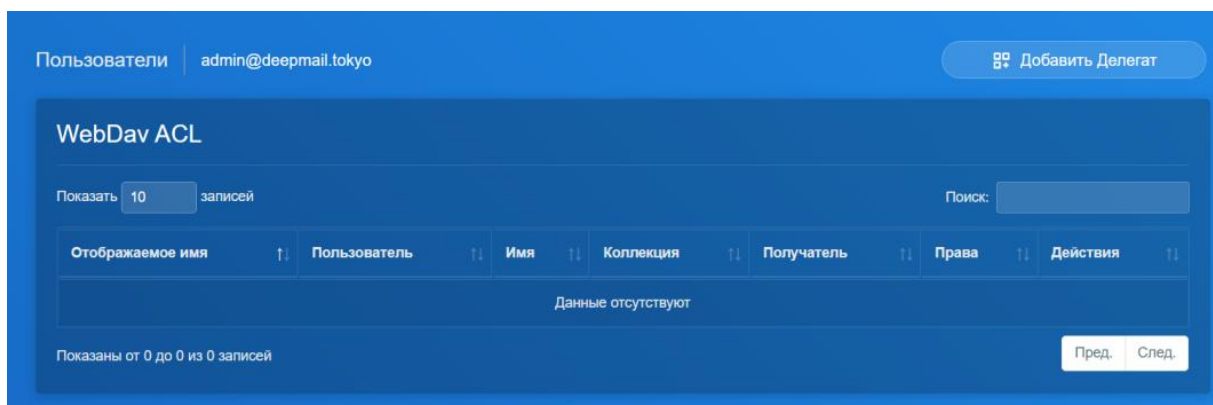 Пользователи admin@deepmail.tokyo Добавить Делегат
WebDav ACL
Показать 10 записей Поиск:
Отображаемое имя Пользователь Имя Коллекция Получатель Права Действия
Данные отсутствуют
Показаны от 0 до 0 из 0 записей Пред. След.